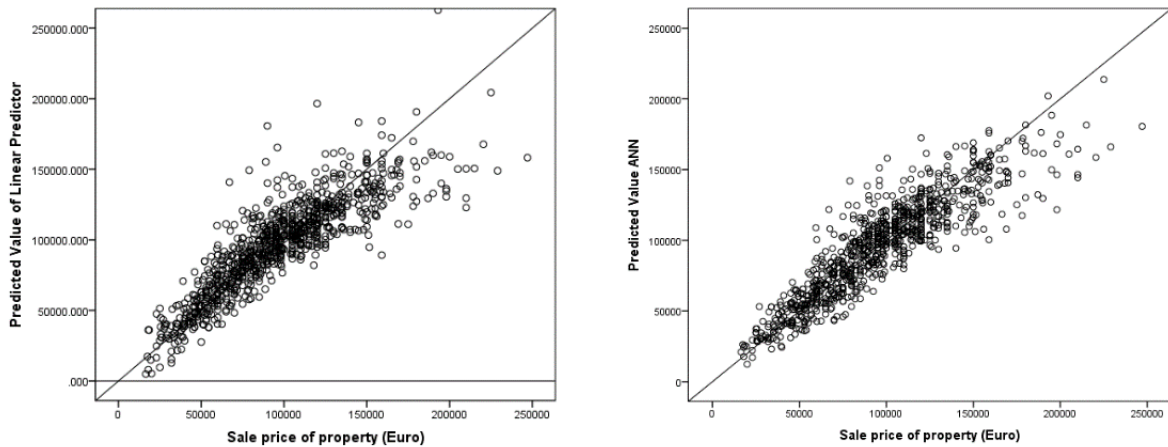 Predicted Value of Linear Predictor
250000.000
200000.000
150000.000
100000.000
50000.000
.000
0 50000 100000 150000 200000 250000
Sale price of property (Euro)
Predicted Value ANN
250000
200000
150000
100000
50000
0
0 50000 100000 150000 200000 250000
Sale price of property (Euro)